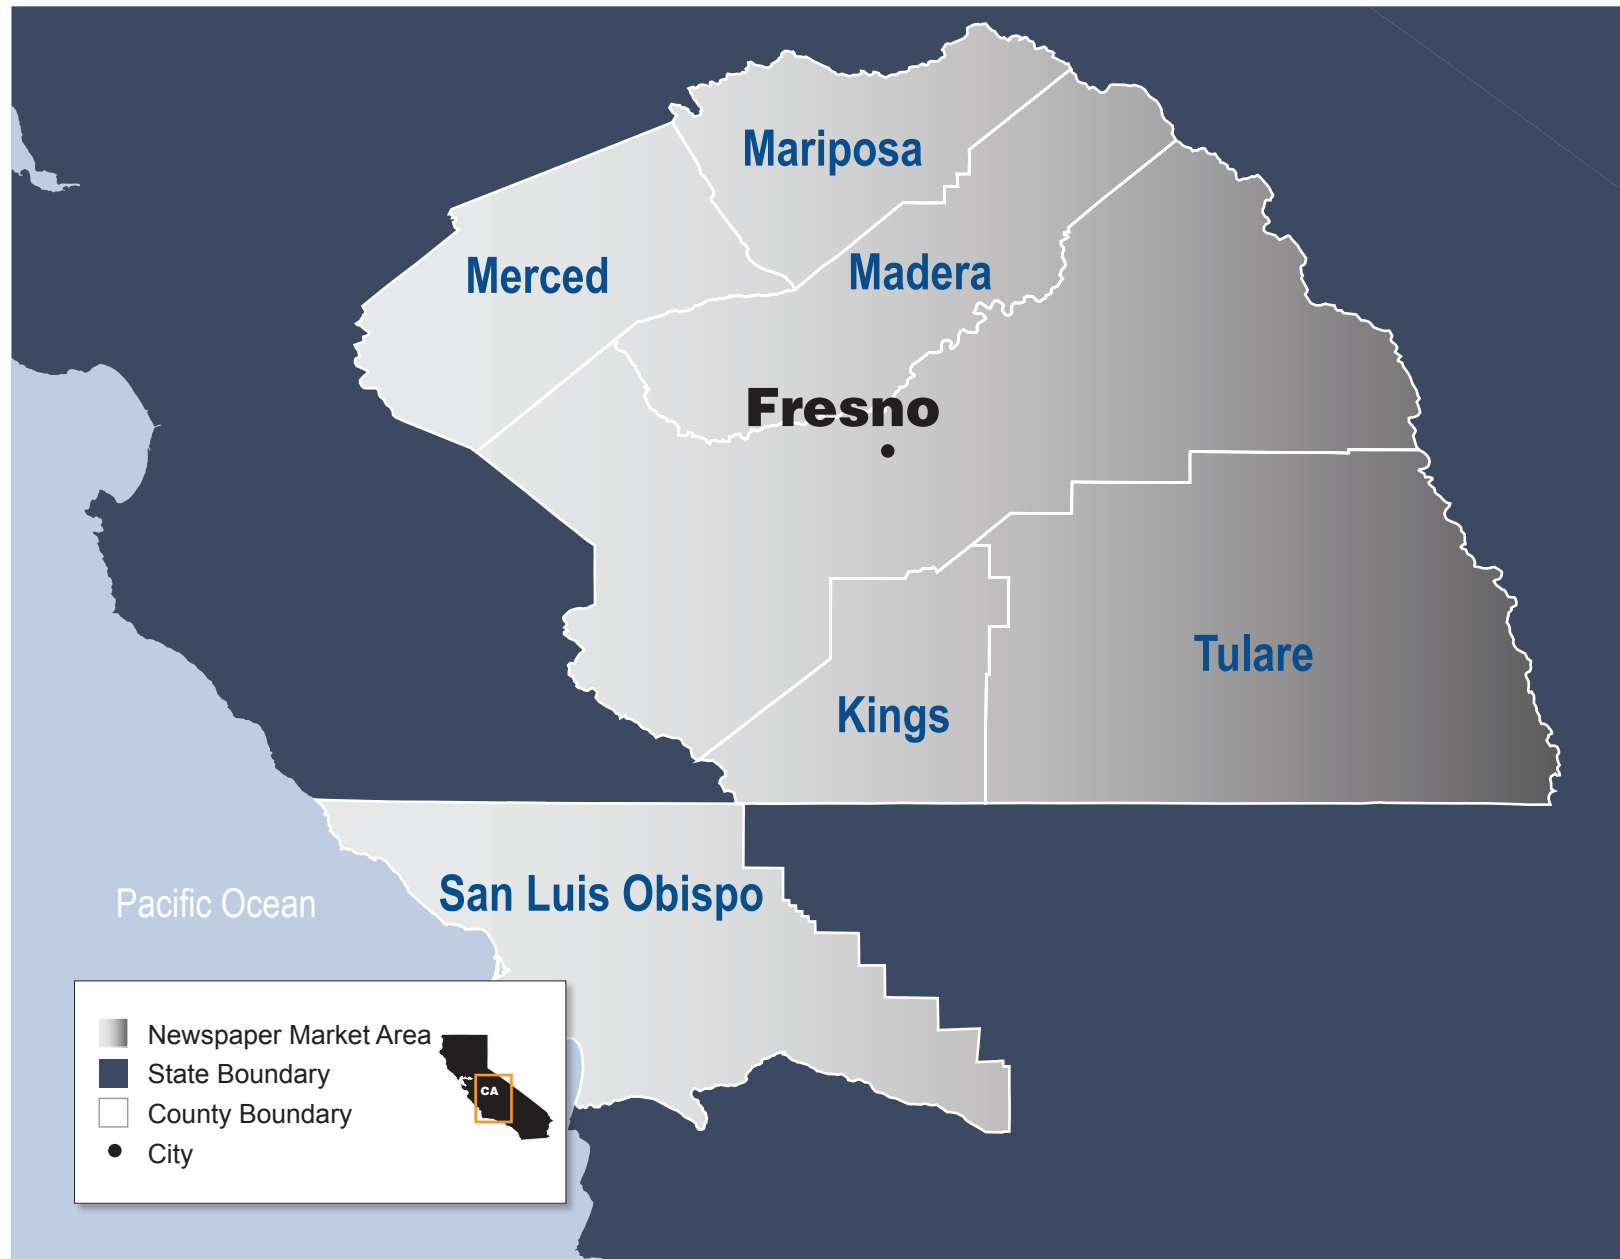 Mariposa
Merced
Madera
Fresno
Tulare
Kings
San Luis Obispo
Pacific Ocean
Newspaper Market Area
State Boundary
County Boundary
City
CA